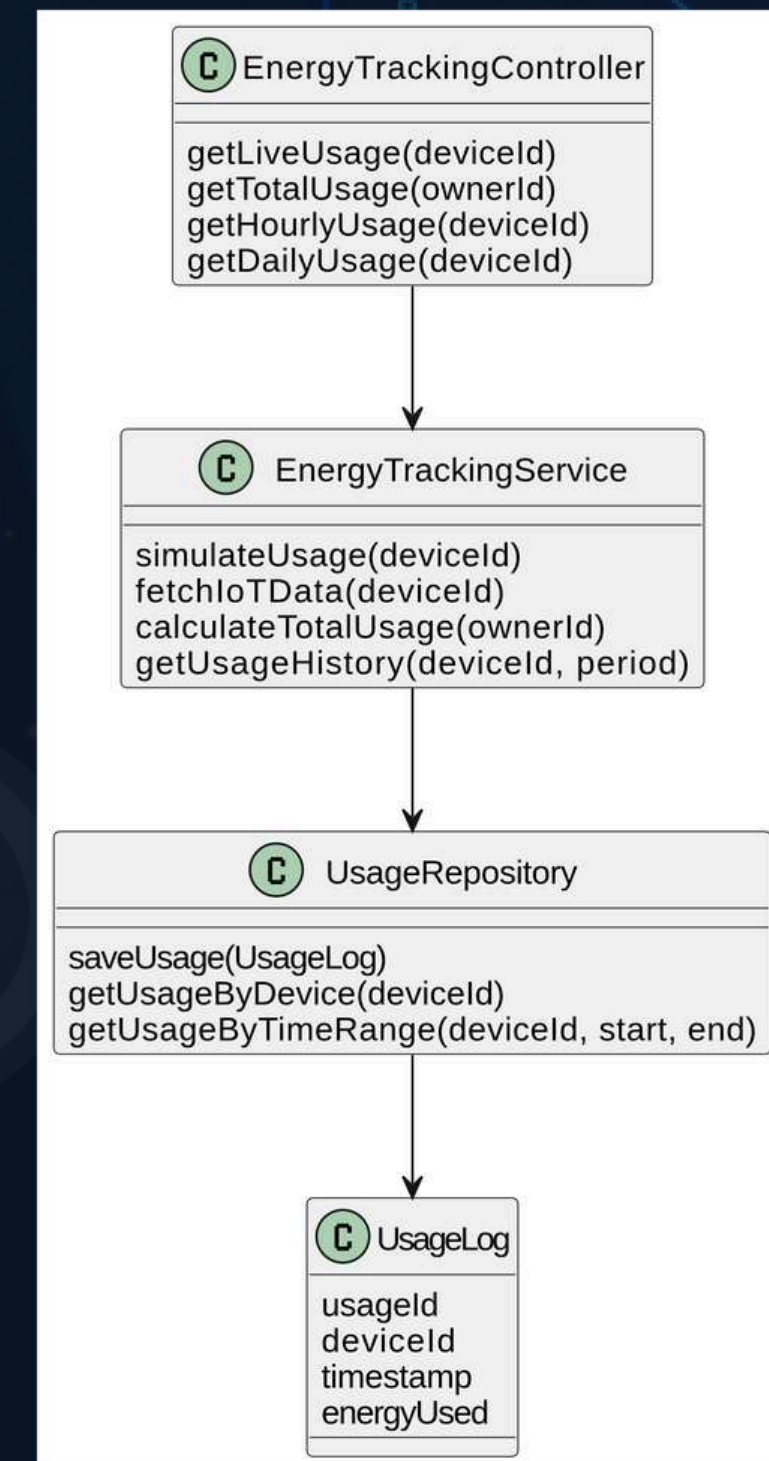 C EnergyTrackingController
getLiveUsage(deviceId)
getTotalUsage(ownerId)
getHourlyUsage(deviceId)
getDailyUsage(deviceId)
C EnergyTrackingService
simulateUsage(deviceId)
fetchIoTData(deviceId)
calculateTotalUsage(ownerId)
getUsageHistory(deviceId, period)
C UsageRepository
saveUsage(UsageLog)
getUsageByDevice(deviceId)
getUsageByTimeRange(deviceId, start, end)
C UsageLog
usageId
deviceId
timestamp
energyUsed